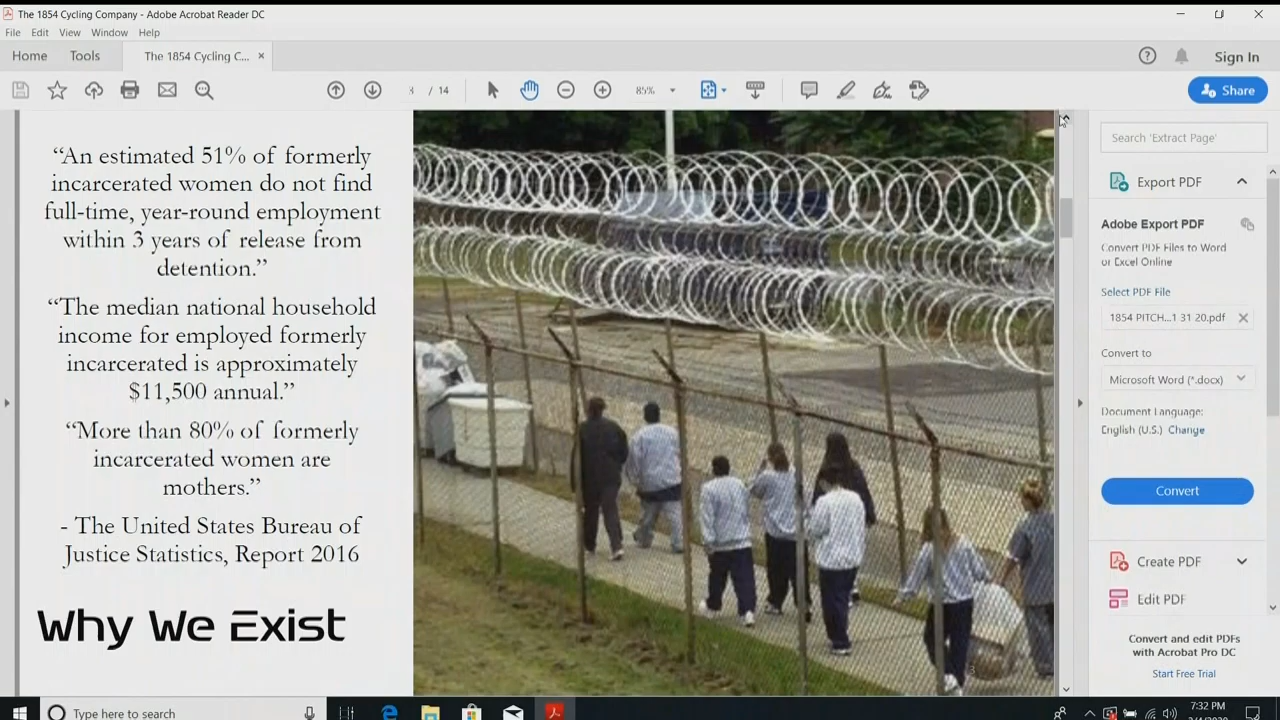 The 1854 Cycling Company - Adobe Acrobat Reader DC
File Edit View Window Help
Home Tools The 1854 Cycling C... × Sign In
3 / 14 85% Share
“An estimated 51% of formerly
incarcerated women do not find
full-time, year-round employment
within 3 years of release from
detention.”
“The median national household
income for employed formerly
incarcerated is approximately
$11,500 annual.”
“More than 80% of formerly
incarcerated women are
mothers.”
- The United States Bureau of
Justice Statistics, Report 2016
Why We Exist
3
Search 'Extract Page'
Export PDF
Adobe Export PDF
Convert PDF Files to Word
or Excel Online
Select PDF File
1854 PITCH...1 31 20.pdf
Convert to
Microsoft Word (*.docx)
Document Language:
English (U.S.) Change
Convert
Create PDF
Edit PDF
Convert and edit PDFs
with Acrobat Pro DC
Start Free Trial
Type here to search
7:32 PM